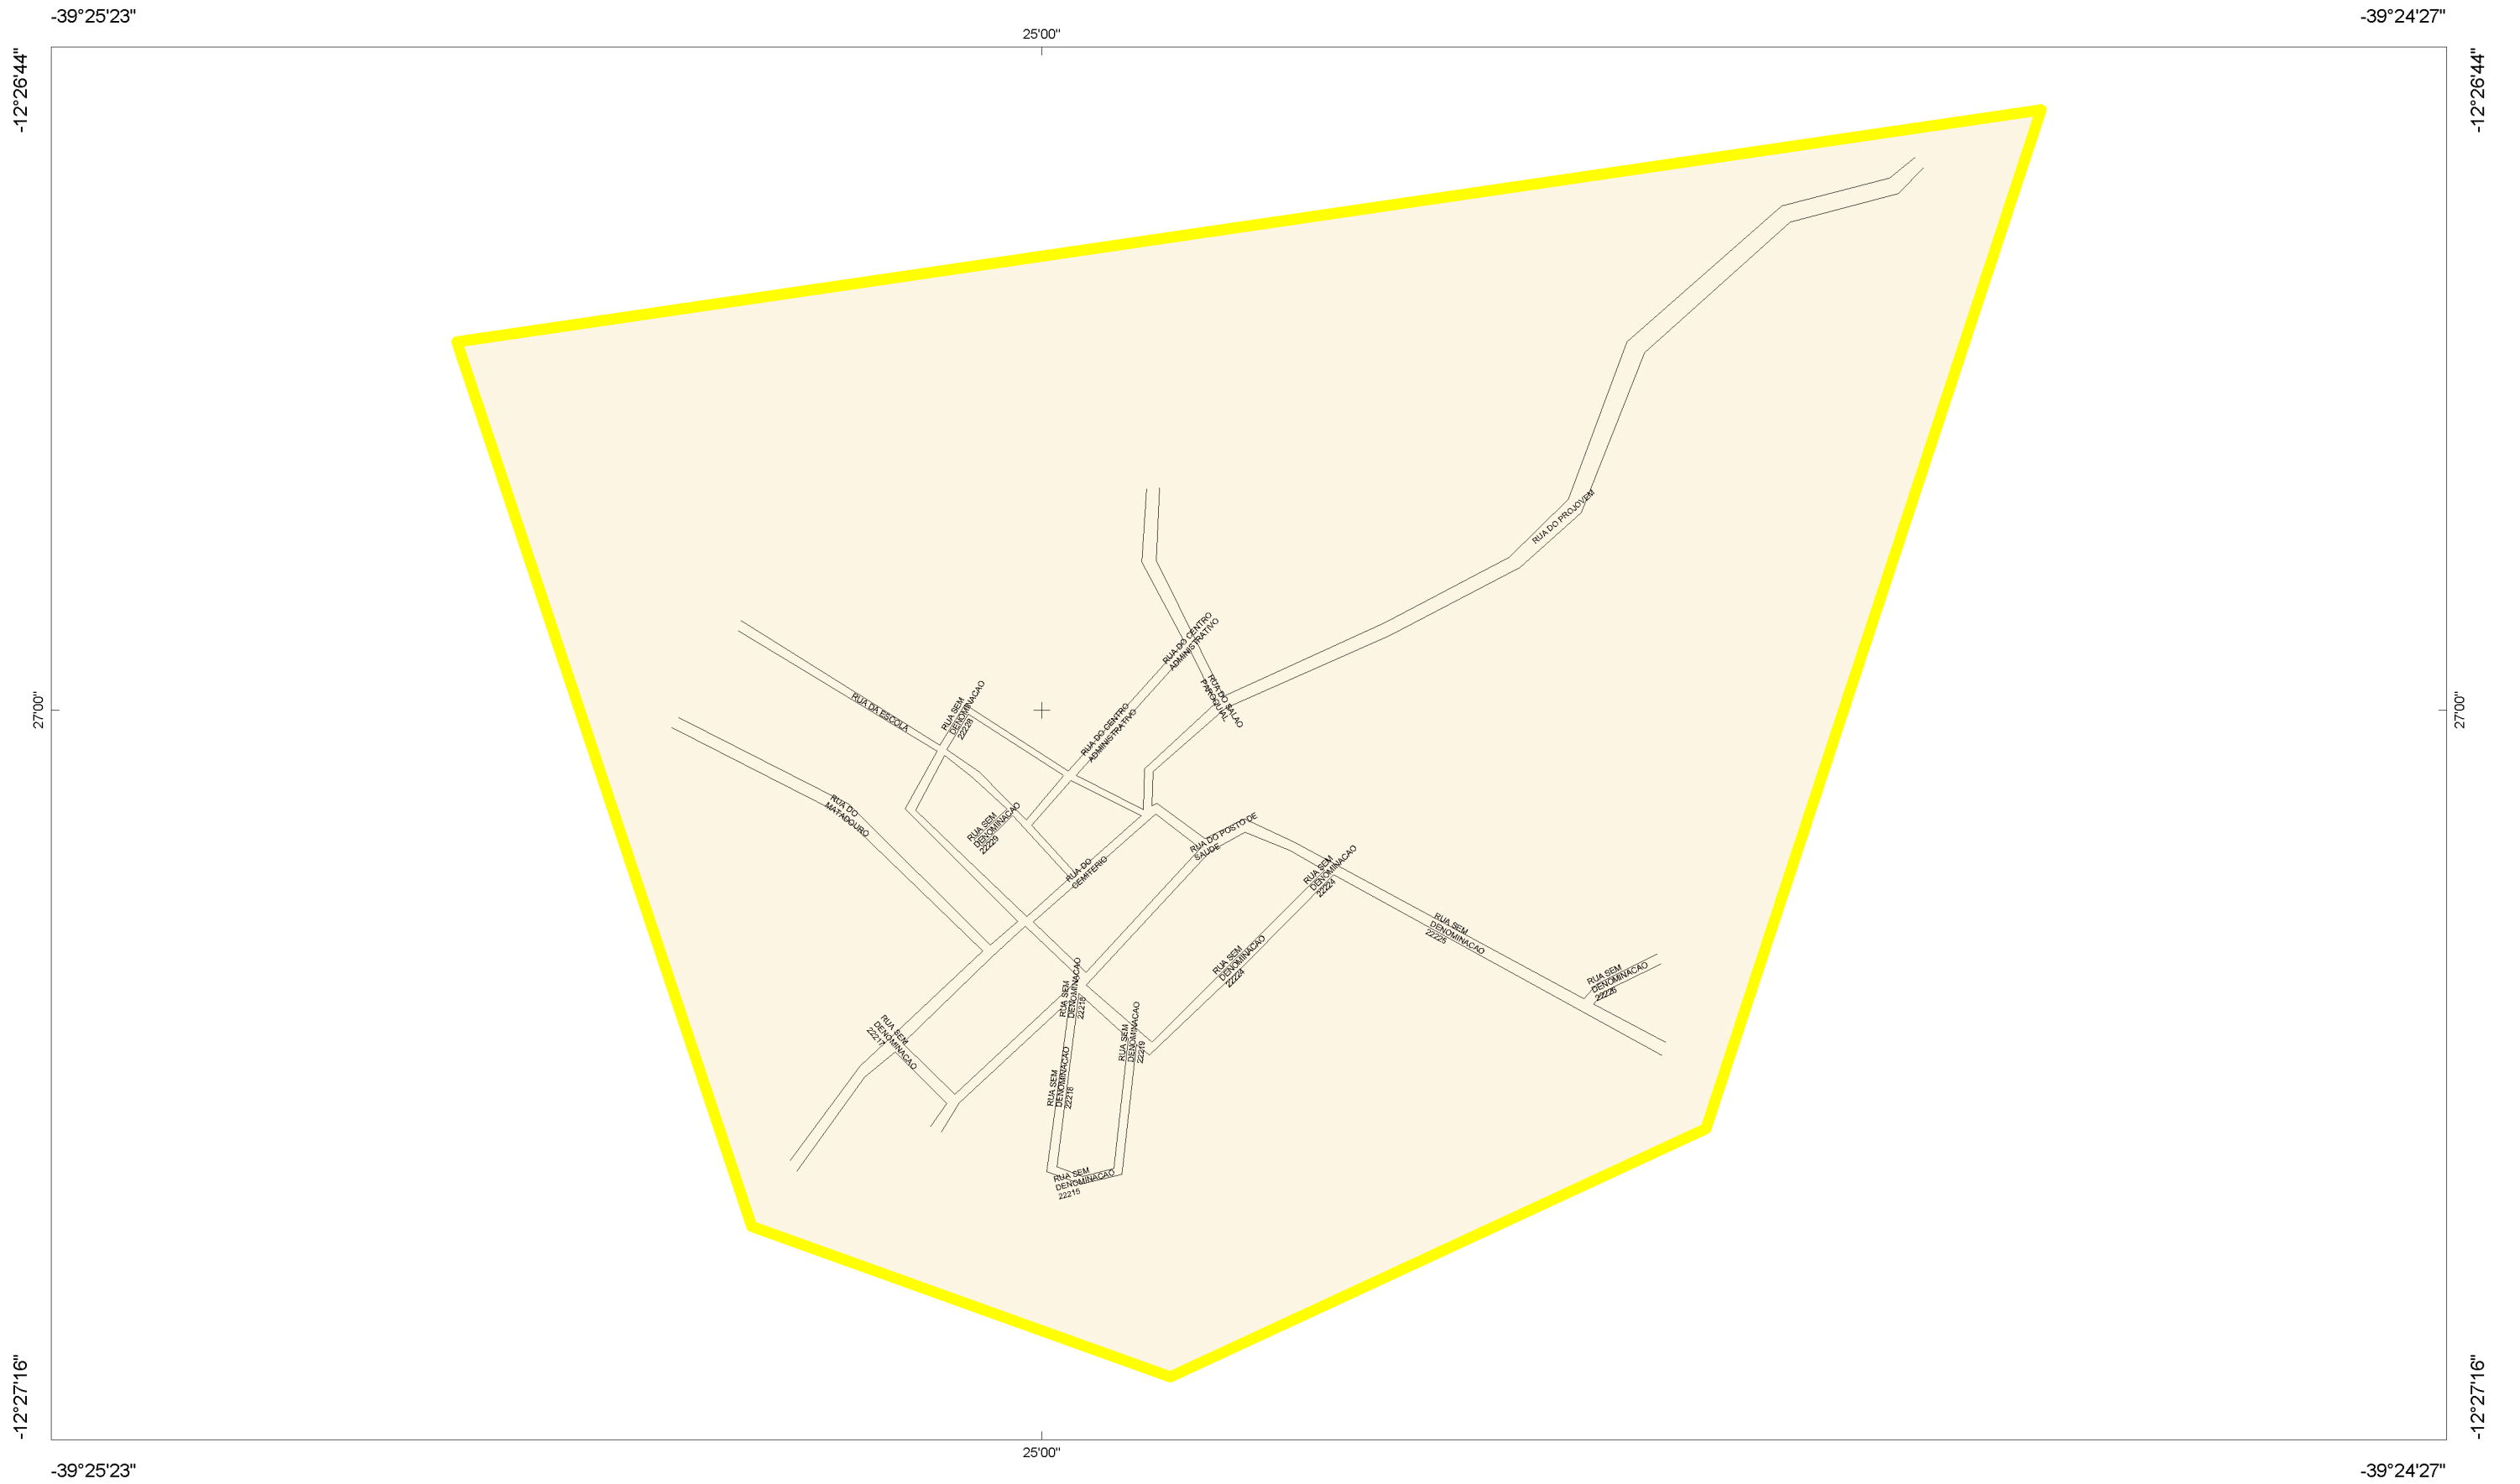 -39°25'23"
-39°24'27"
25'00"
-12°26'44"
-12°26'44"
RUA DO PROJOVEM
RUA DO CENTRO
ADMINISTRATIVO
RUA DO SALAO
PAROQUIAL
RUA DA ESCOLA
RUA SEM
DENOMINACAO
22228
RUA DO CENTRO
ADMINISTRATIVO
27'00"
27'00"
RUA DO
MATADOURO
RUA SEM
DENOMINACAO
22229
RUA DO POSTO DE
SAUDE
RUA DO
CEMITERIO
RUA SEM
DENOMINACAO
22224
RUA SEM
DENOMINACAO
22225
RUA SEM
DENOMINACAO
22224
RUA SEM
DENOMINACAO
22226
RUA SEM
DENOMINACAO
22218
RUA SEM
DENOMINACAO
22217
RUA SEM
DENOMINACAO
22219
RUA SEM
DENOMINACAO
22218
RUA SEM
DENOMINACAO
22215
-12°27'16"
-12°27'16"
25'00"
-39°25'23"
-39°24'27"